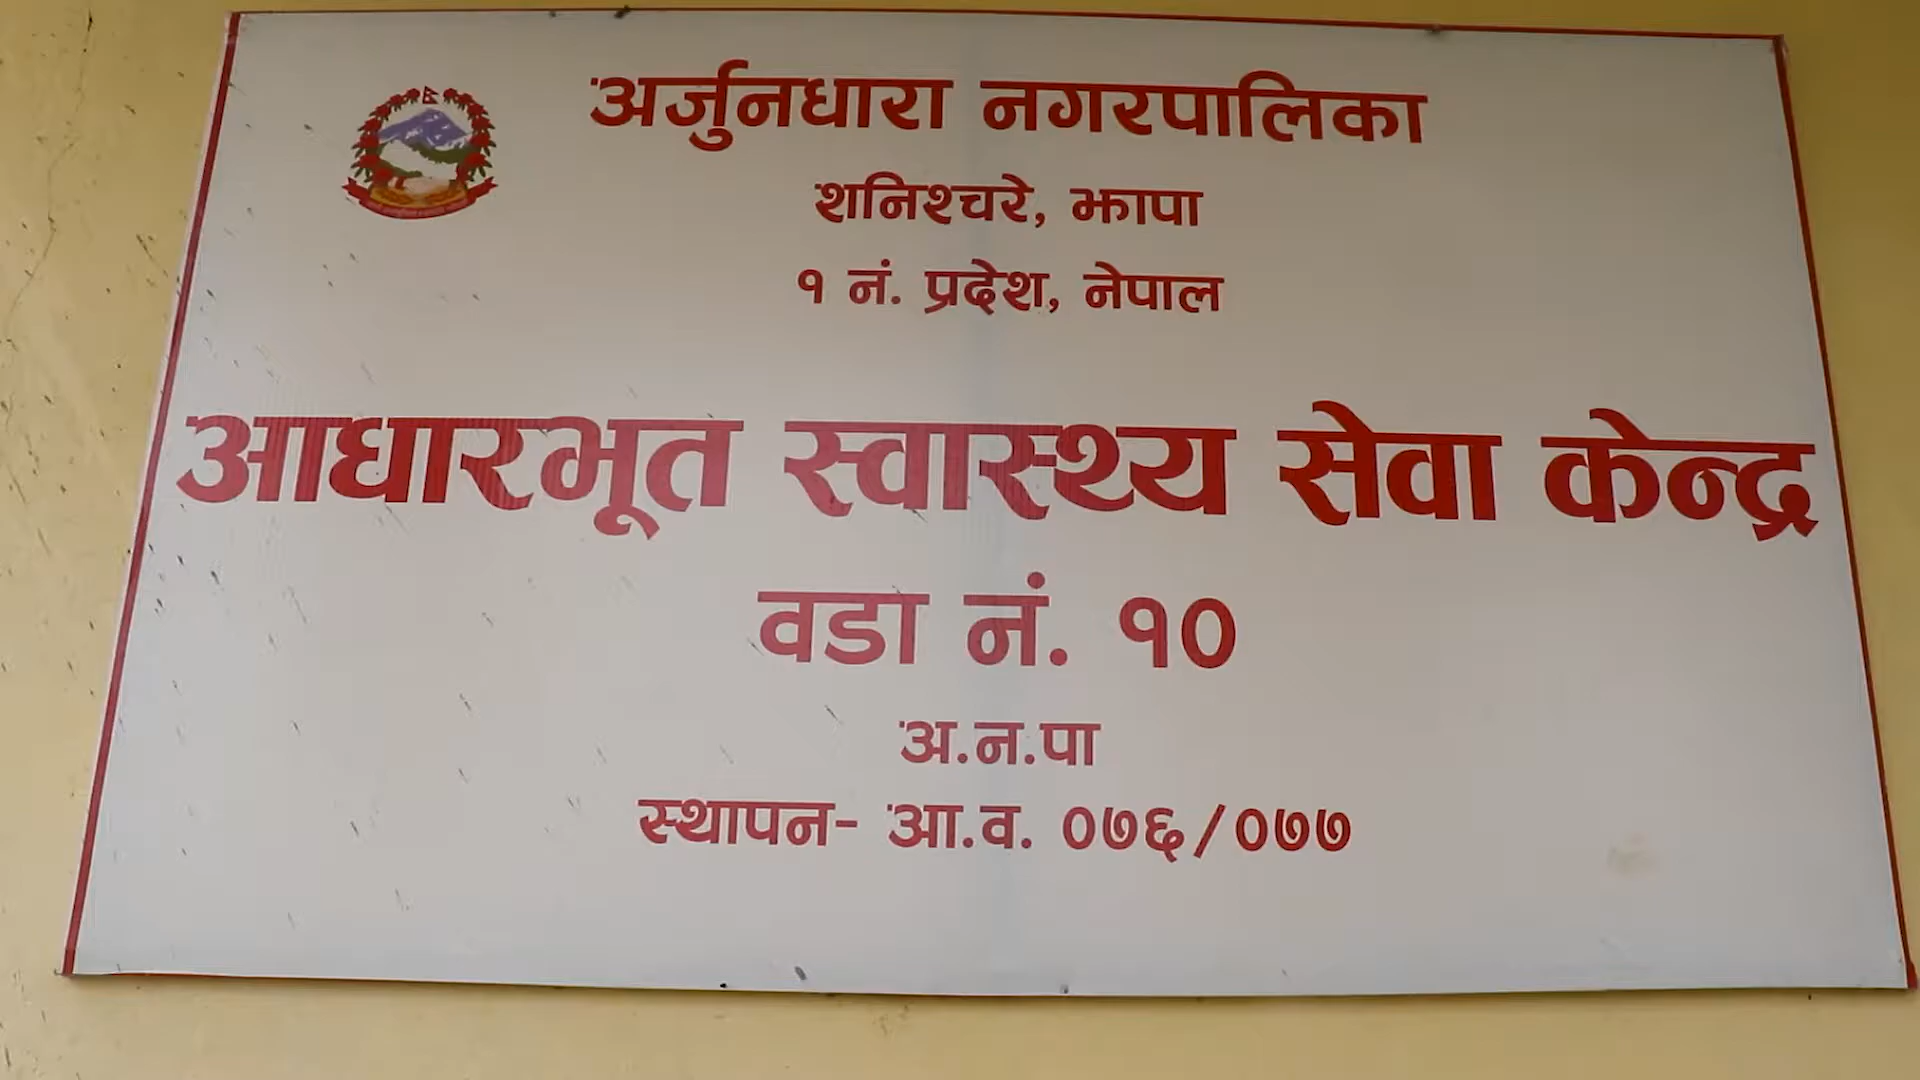 अर्जुनधारा नगरपालिका
शनिश्चरे, झापा
१ नं. प्रदेश, नेपाल
आधारभूत स्वास्थ्य सेवा केन्द्र
वडा नं. १०
अ.न.पा
स्थापन- आ.व. ०७६/०७७